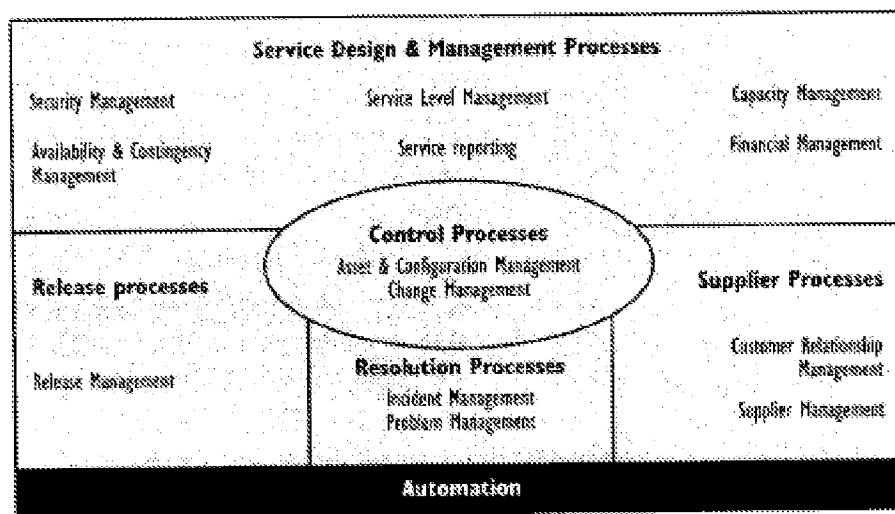 Service Design & Management Processes
Security Management
Service Level Management
Capacity Management
Availability & Contingency
Management
Service reporting
Financial Management
Control Processes
Asset & Configuration Management
Change Management
Release processes
Release Management
Resolution Processes
Incident Management
Problem Management
Supplier Processes
Customer Relationship
Management
Supplier Management
Automation